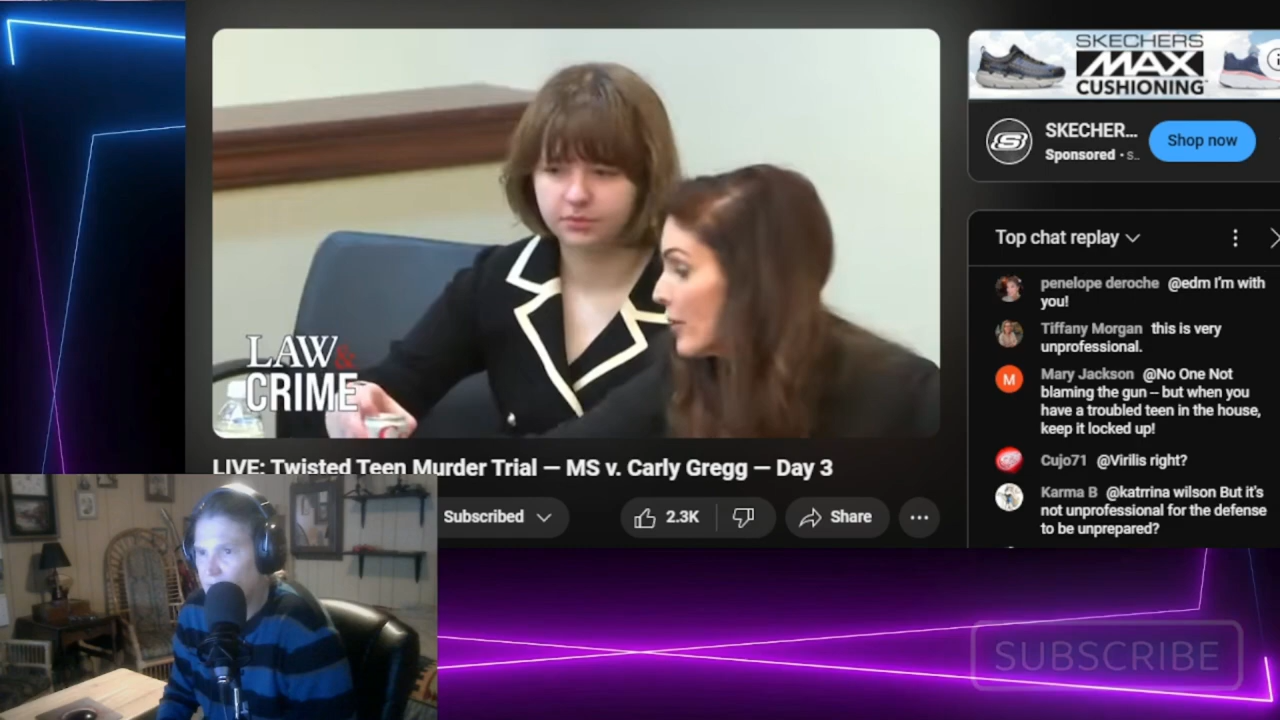 LAW&
CRIME
LIVE: Twisted Teen Murder Trial — MS v. Carly Gregg — Day 3
Subscribed
2.3K
Share
SKECHERS
MAX
CUSHIONING
S
SKECHER...
Sponsored • s..
Shop now
Top chat replay
penelope deroche @edm I'm with
you!
Tiffany Morgan this is very
unprofessional.
M
Mary Jackson @No One Not
blaming the gun – but when you
have a troubled teen in the house,
keep it locked up!
Cujo71 @Virilis right?
Karma B @katrrina wilson But it's
not unprofessional for the defense
to be unprepared?
SUBSCRIBE